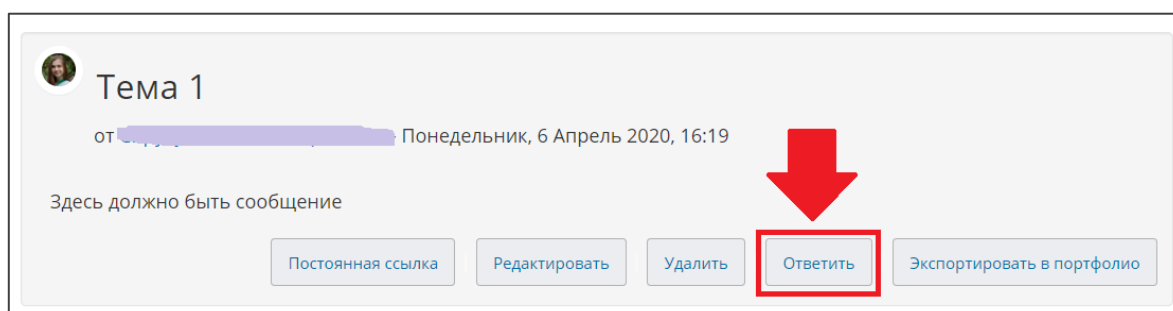 Тема 1
от Понедельник, 6 Апрель 2020, 16:19
Здесь должно быть сообщение
Постоянная ссылка Редактировать Удалить Ответить Экспортировать в портфолио